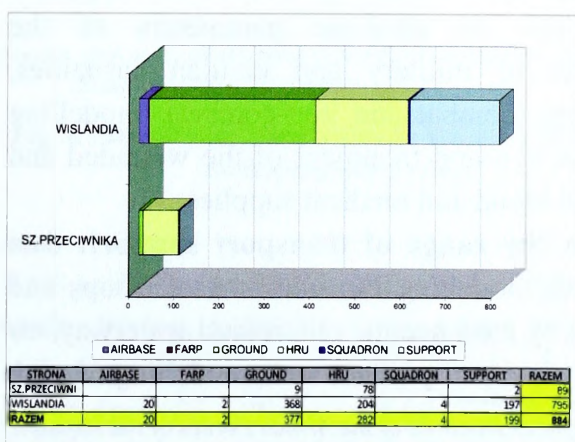 WISLANDIA
SZ.PRZECIWNIKA
0 100 200 300 400 500 600 700 800
AIRBASE FARP GROUND HRU SQUADRON SUPPORT
STRONA AIRBASE FARP GROUND HRU SQUADRON SUPPORT RAZEM
SZ.PRZECIWNI 9 78 2 89
WISLANDIA 20 2 368 204 4 197 795
RAZEM 20 2 377 282 4 199 884